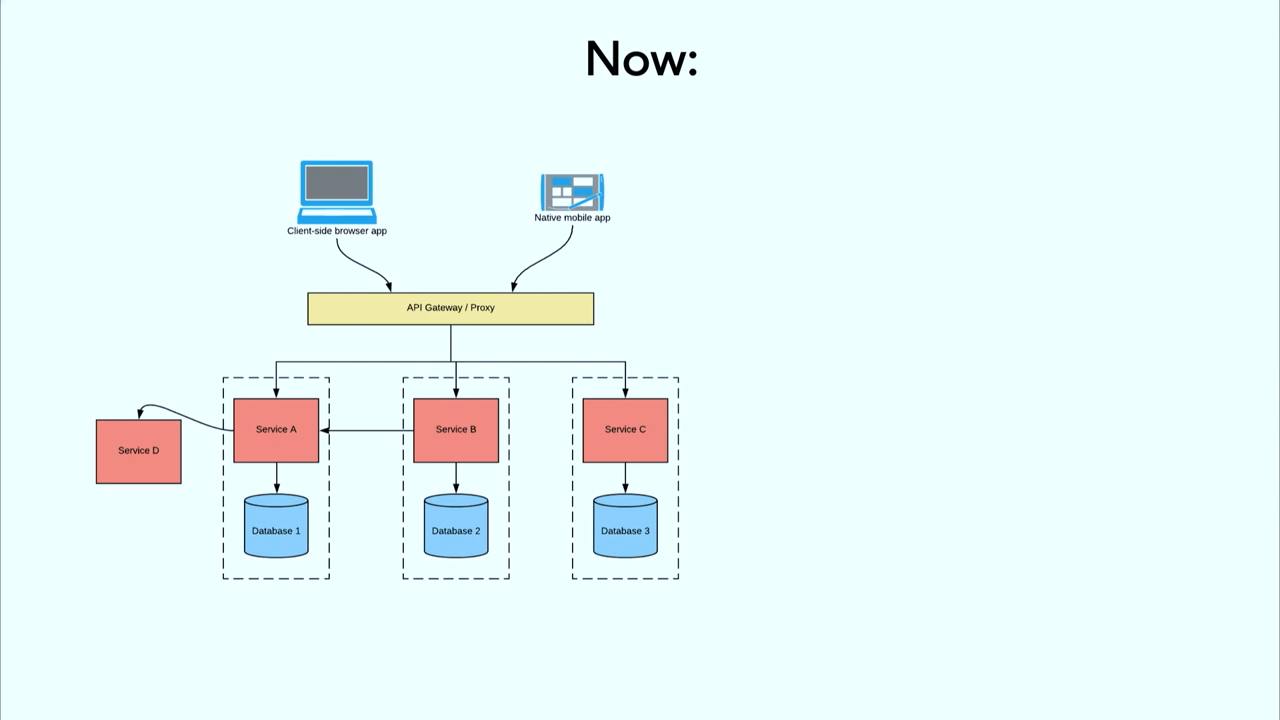 Now:
Client-side browser app
Native mobile app
API Gateway / Proxy
Service D
Service A
Service B
Service C
Database 1
Database 2
Database 3